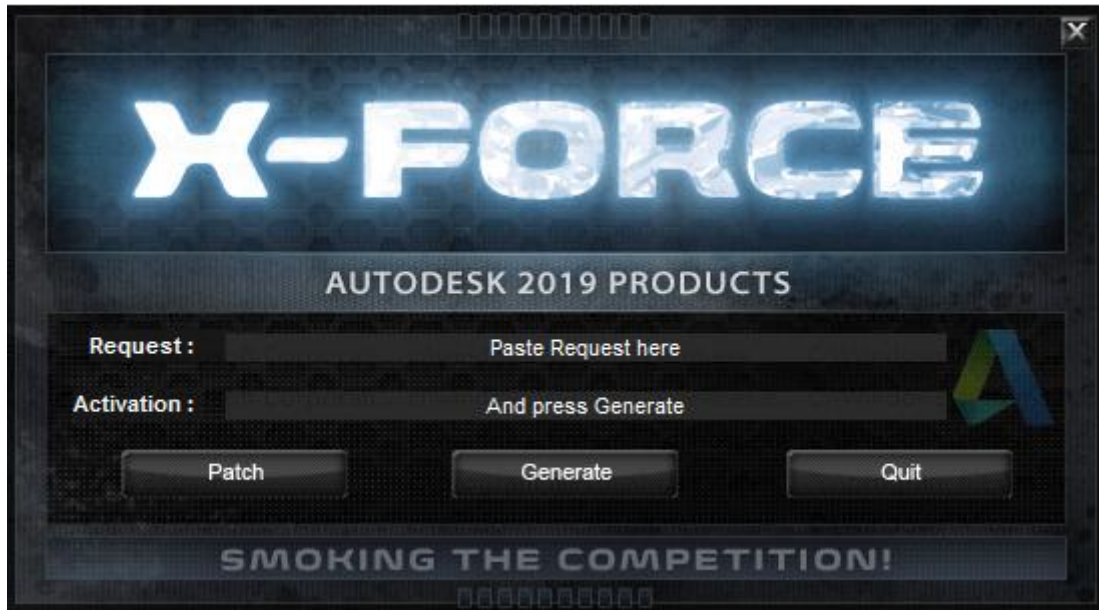 X
X-FORCE
AUTODESK 2019 PRODUCTS
Request : Paste Request here
Activation : And press Generate
Patch Generate Quit
SMOKING THE COMPETITION!